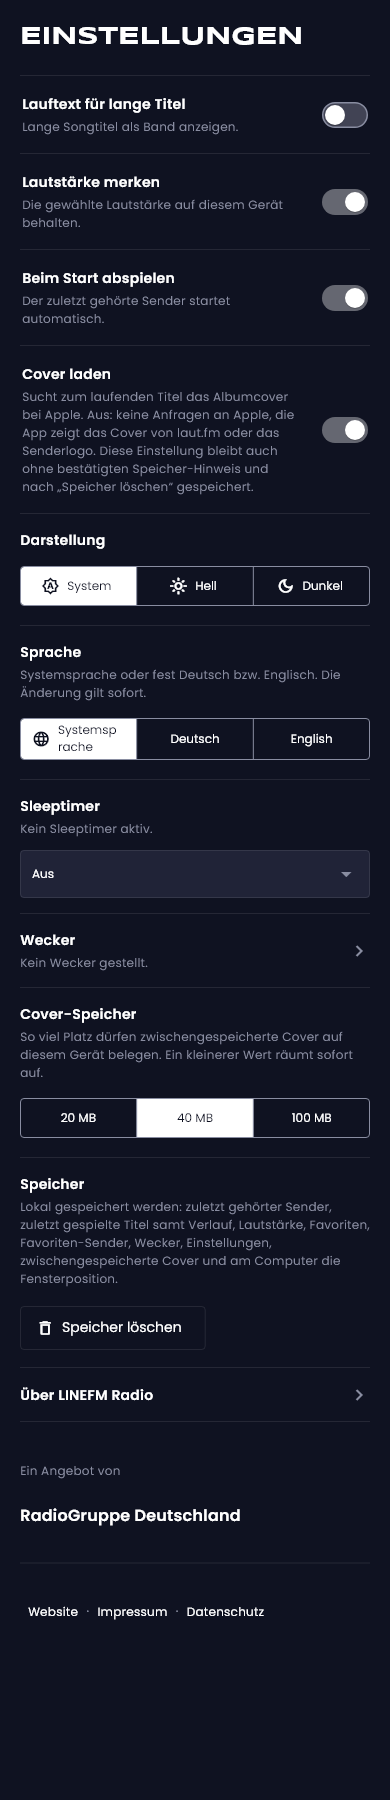 EINSTELLUNGEN
Lauftext für lange Titel
Lange Songtitel als Band anzeigen.
Lautstärke merken
Die gewählte Lautstärke auf diesem Gerät
behalten.
Beim Start abspielen
Der zuletzt gehörte Sender startet
automatisch.
Cover laden
Sucht zum laufenden Titel das Albumcover
bei Apple. Aus: keine Anfragen an Apple, die
App zeigt das Cover von laut.fm oder das
Senderlogo. Diese Einstellung bleibt auch
ohne bestätigten Speicher-Hinweis und
nach „Speicher löschen“ gespeichert.
Darstellung
System
Hell
Dunkel
Sprache
Systemsprache oder fest Deutsch bzw. Englisch. Die
Änderung gilt sofort.
Systemsp
rache
Deutsch
English
Sleeptimer
Kein Sleeptimer aktiv.
Aus
Wecker
Kein Wecker gestellt.
Cover-Speicher
So viel Platz dürfen zwischengespeicherte Cover auf
diesem Gerät belegen. Ein kleinerer Wert räumt sofort
auf.
20 MB
40 MB
100 MB
Speicher
Lokal gespeichert werden: zuletzt gehörter Sender,
zuletzt gespielte Titel samt Verlauf, Lautstärke, Favoriten,
Favoriten-Sender, Wecker, Einstellungen,
zwischengespeicherte Cover und am Computer die
Fensterposition.
Speicher löschen
Über LINEFM Radio
Ein Angebot von
RadioGruppe Deutschland
Website · Impressum · Datenschutz